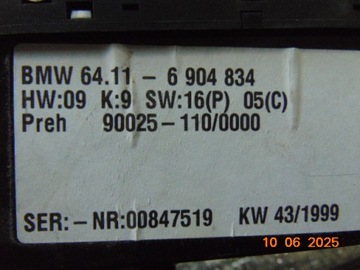 BMW 64.11 - 6 904 834
HW:09 K:9 SW:16(P) 05(C)
Preh 90025-110/0000
SER:-NR:00847519 KW 43/1999
10 06 2025